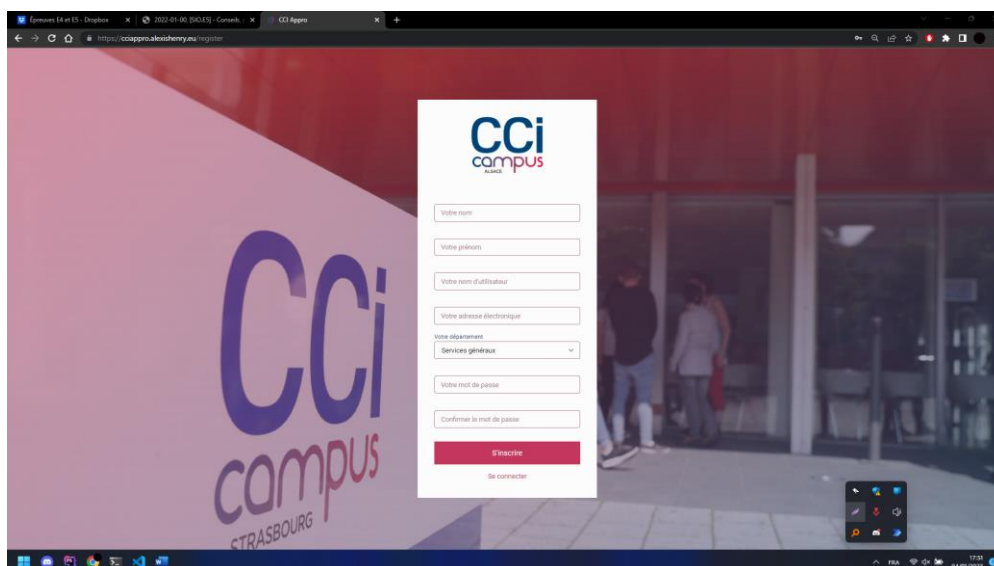 Épreuves E4 et E5 - Dropbox
2022-01-00, [SIO.E5] - Conseils, :
CCI Appro
https://cciappro.alexishenry.eu/register
CCi
campus
ALSACE
Votre nom
Votre prénom
Votre nom d'utilisateur
Votre adresse électronique
Votre département
Services généraux
Votre mot de passe
Confirmer le mot de passe
S'inscrire
Se connecter
CCi
campus
STRASBOURG
FRA
17:51